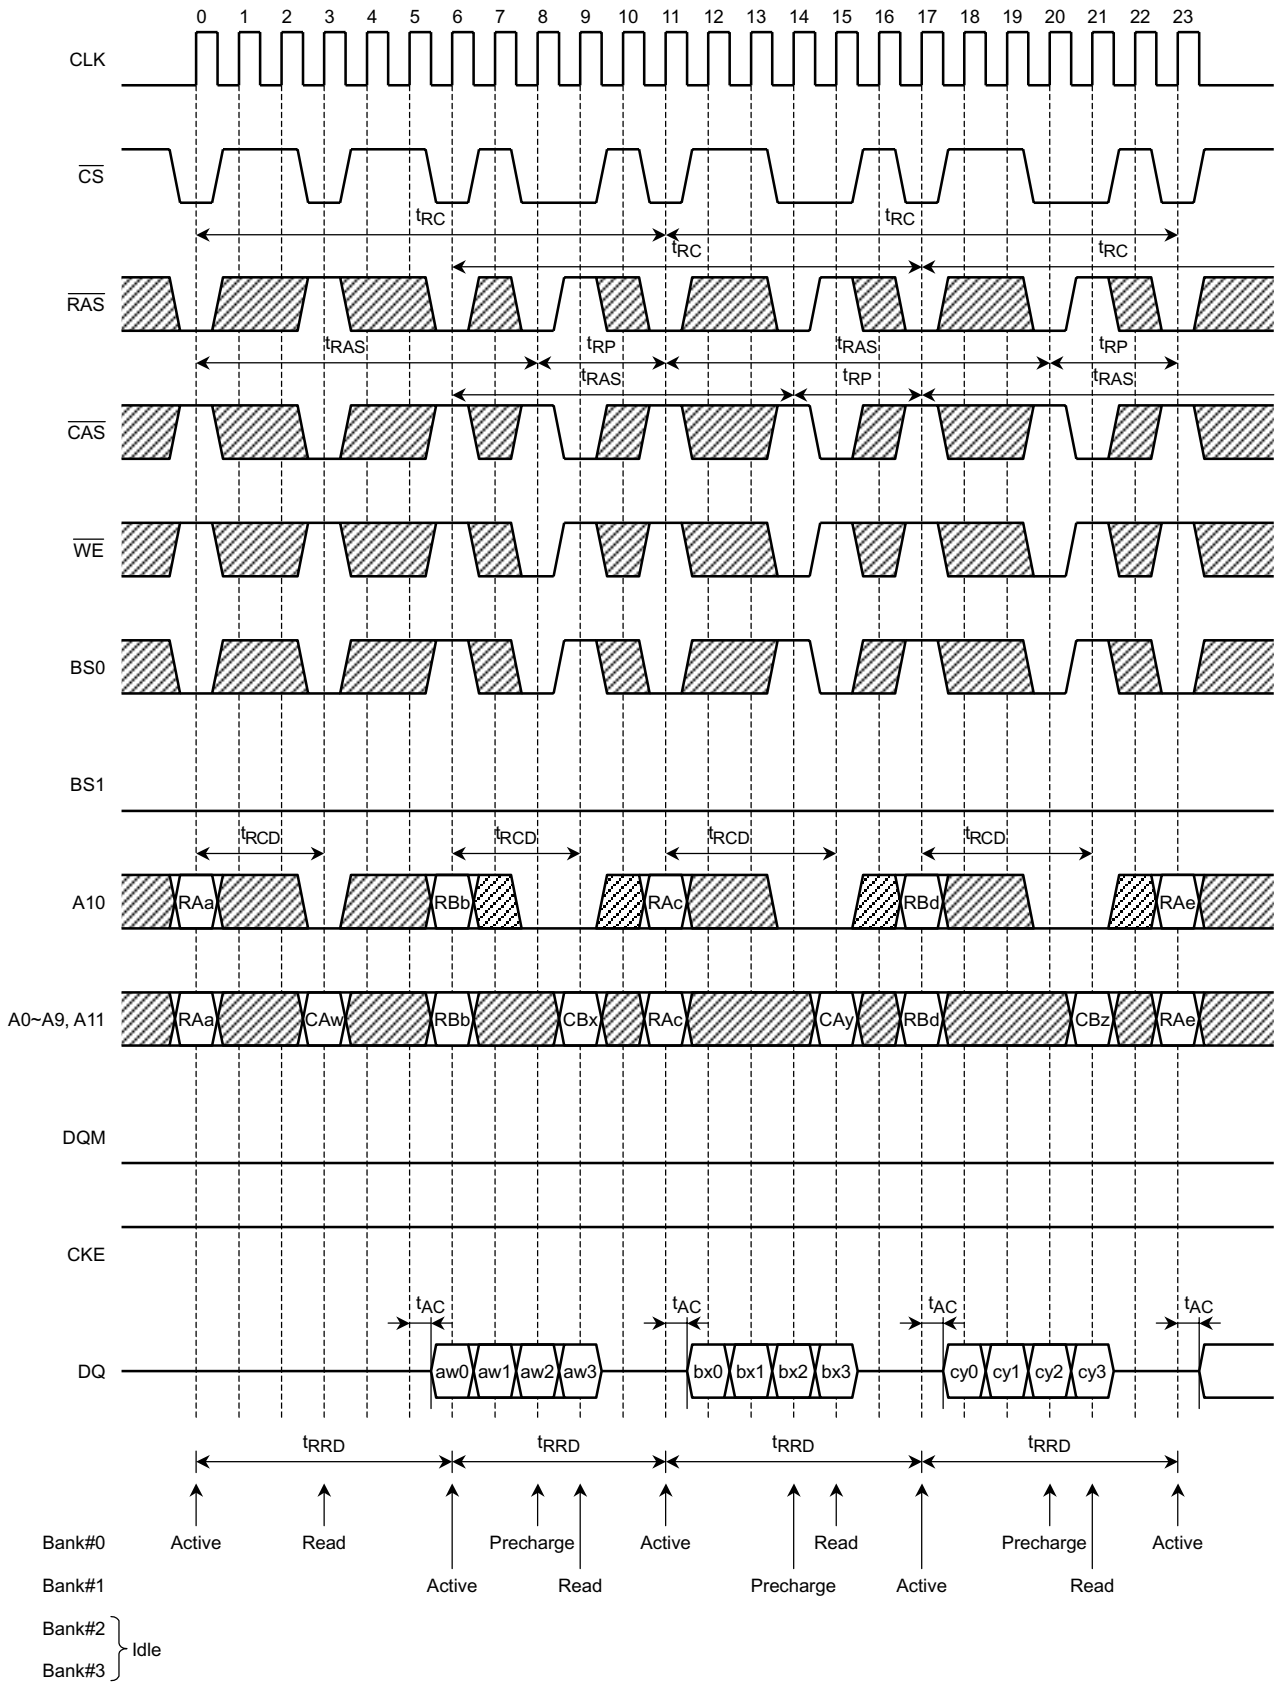 0 1 2 3 4 5 6 7 8 9 10 11 12 13 14 15 16 17 18 19 20 21 22 23
CLK
CS
tRC tRC
tRC tRC
RAS
tRAS tRP tRAS tRP
tRAS tRP tRAS
CAS
WE
BS0
BS1
tRCD tRCD tRCD tRCD
A10 RAa RBb RAc RBd RAe
A0~A9, A11 RAa CAw RBb CBx RAc CAy RBd CBz RAe
DQM
CKE
tAC tAC tAC tAC
DQ aw0 aw1 aw2 aw3 bx0 bx1 bx2 bx3 cy0 cy1 cy2 cy3
tRRD tRRD tRRD tRRD
Bank#0 Active Read Precharge Active Read Precharge Active
Bank#1 Active Read Precharge Active Read
Bank#2
Idle
Bank#3